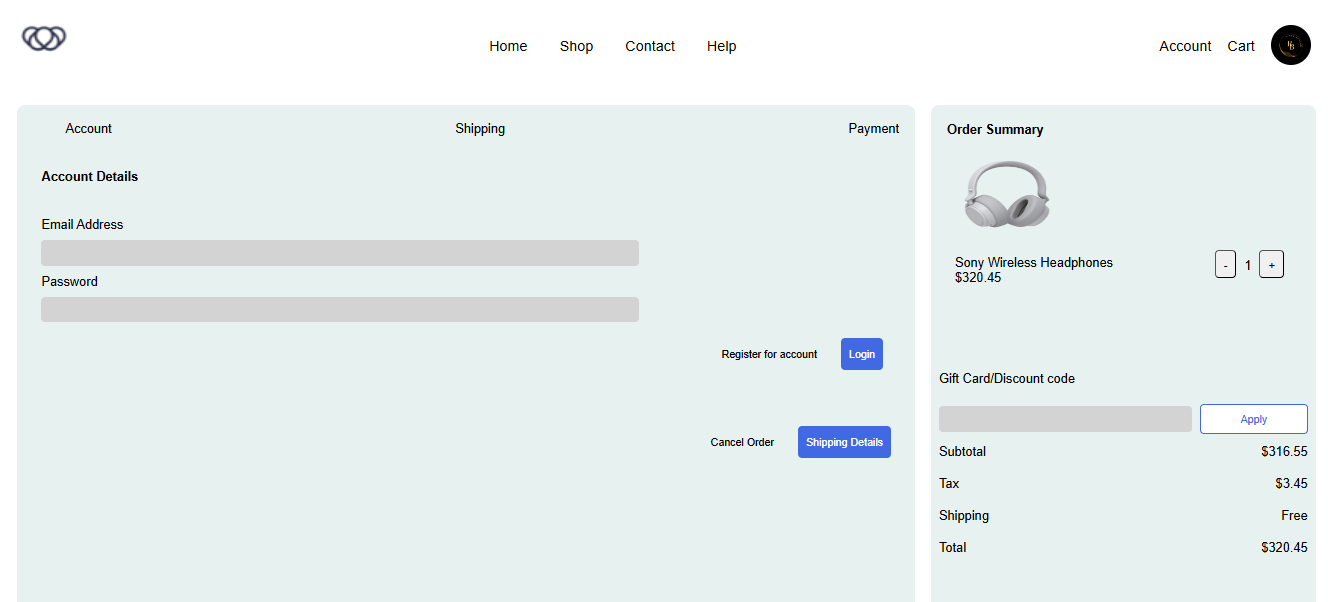 Home Shop Contact Help Account Cart
Account Shipping Payment
Account Details
Email Address
Password
Register for account Login
Cancel Order Shipping Details
Order Summary
Sony Wireless Headphones
$320.45
- 1 +
Gift Card/Discount code
Apply
Subtotal $316.55
Tax $3.45
Shipping Free
Total $320.45